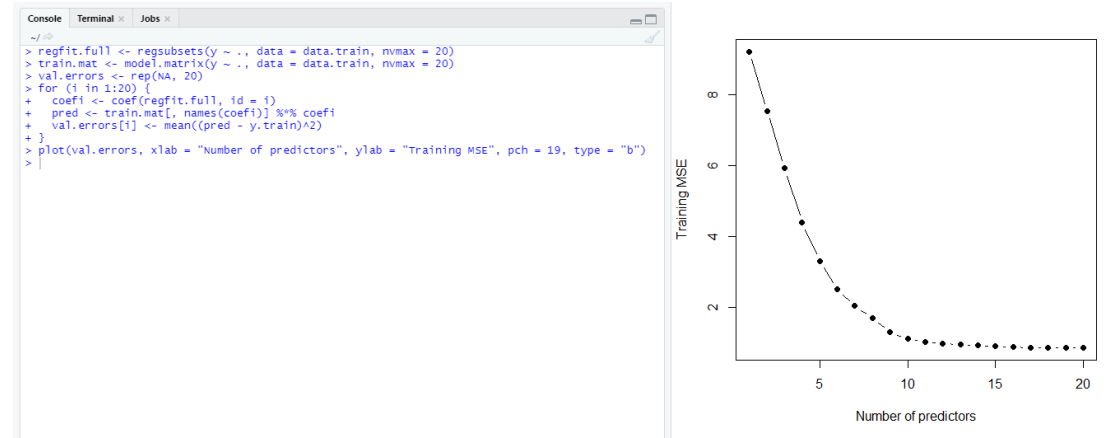 Console Terminal × Jobs ×
~/
> regfit.full <- regsubsets(y ~ ., data = data.train, nvmax = 20)
> train.mat <- model.matrix(y ~ ., data = data.train, nvmax = 20)
> val.errors <- rep(NA, 20)
> for (i in 1:20) {
+   coefi <- coef(regfit.full, id = i)
+   pred <- train.mat[, names(coefi)] %*% coefi
+   val.errors[i] <- mean((pred - y.train)^2)
+ }
> plot(val.errors, xlab = "Number of predictors", ylab = "Training MSE", pch = 19, type = "b")
>
Training MSE
8
6
4
2
5 10 15 20
Number of predictors